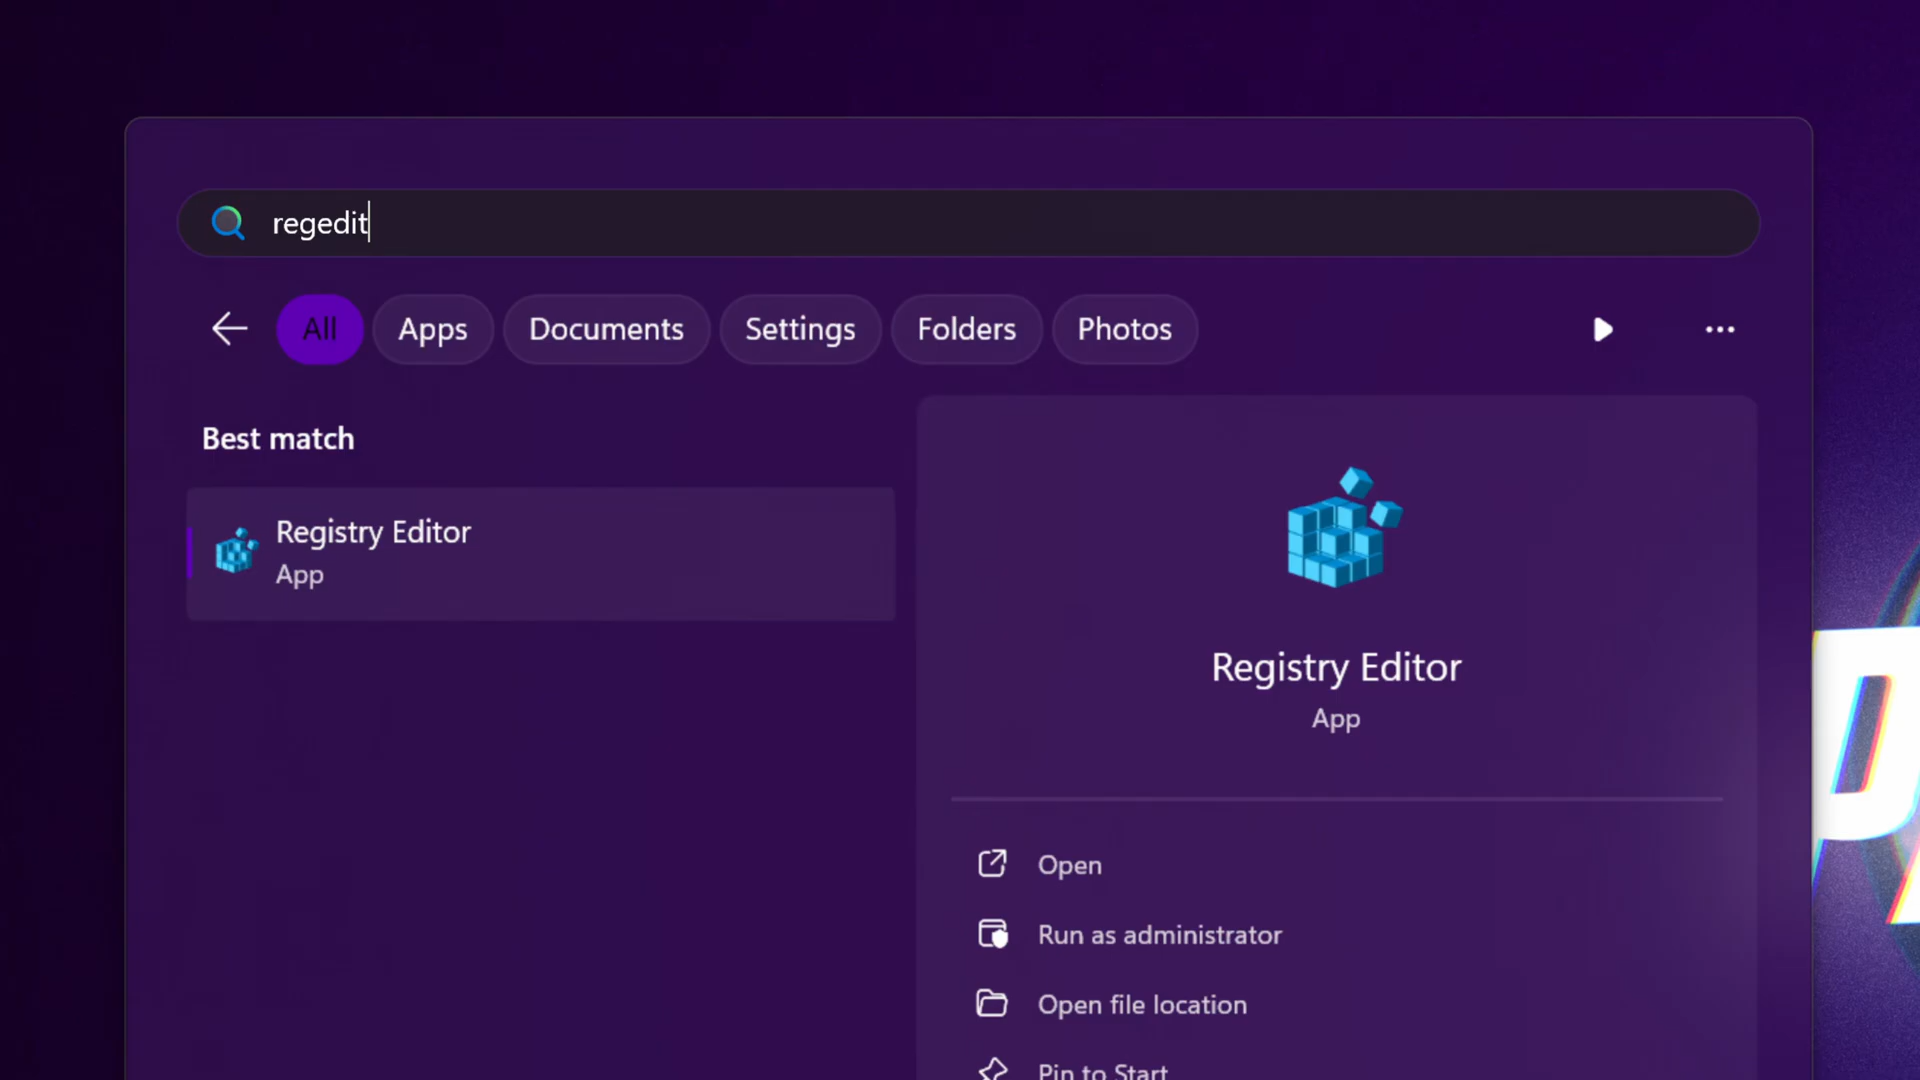 regedit
All Apps Documents Settings Folders Photos
Best match
Registry Editor
App
Registry Editor
App
Open
Run as administrator
Open file location
Pin to Start